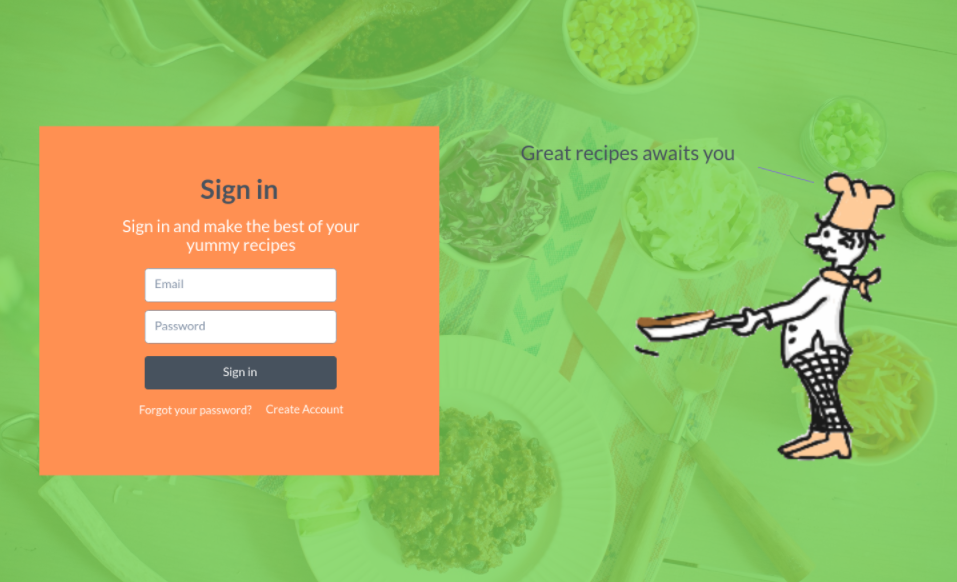 Great recipes awaits you
Sign in
Sign in and make the best of your
yummy recipes
Email
Password
Sign in
Forgot your password? Create Account